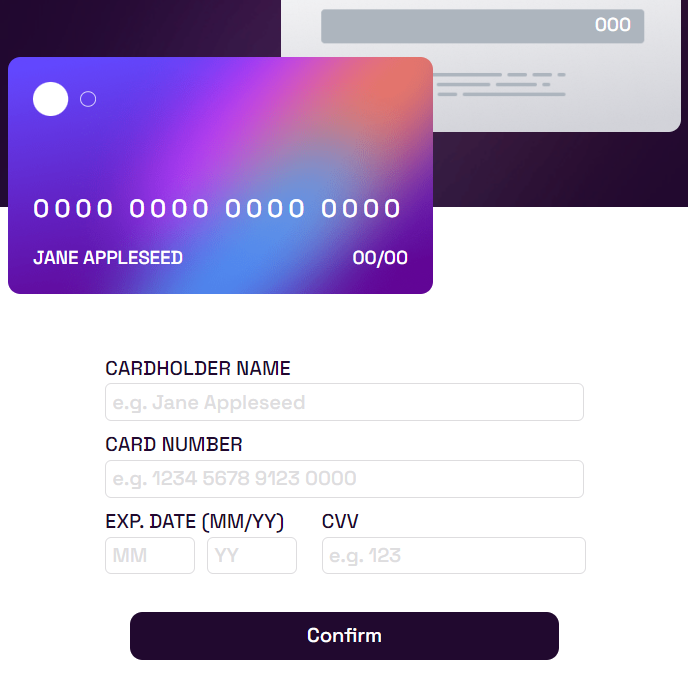 000
0000 0000 0000 0000
JANE APPLESEED 00/00
CARDHOLDER NAME
e.g. Jane Appleseed
CARD NUMBER
e.g. 1234 5678 9123 0000
EXP. DATE (MM/YY) CVV
MM YY e.g. 123
Confirm